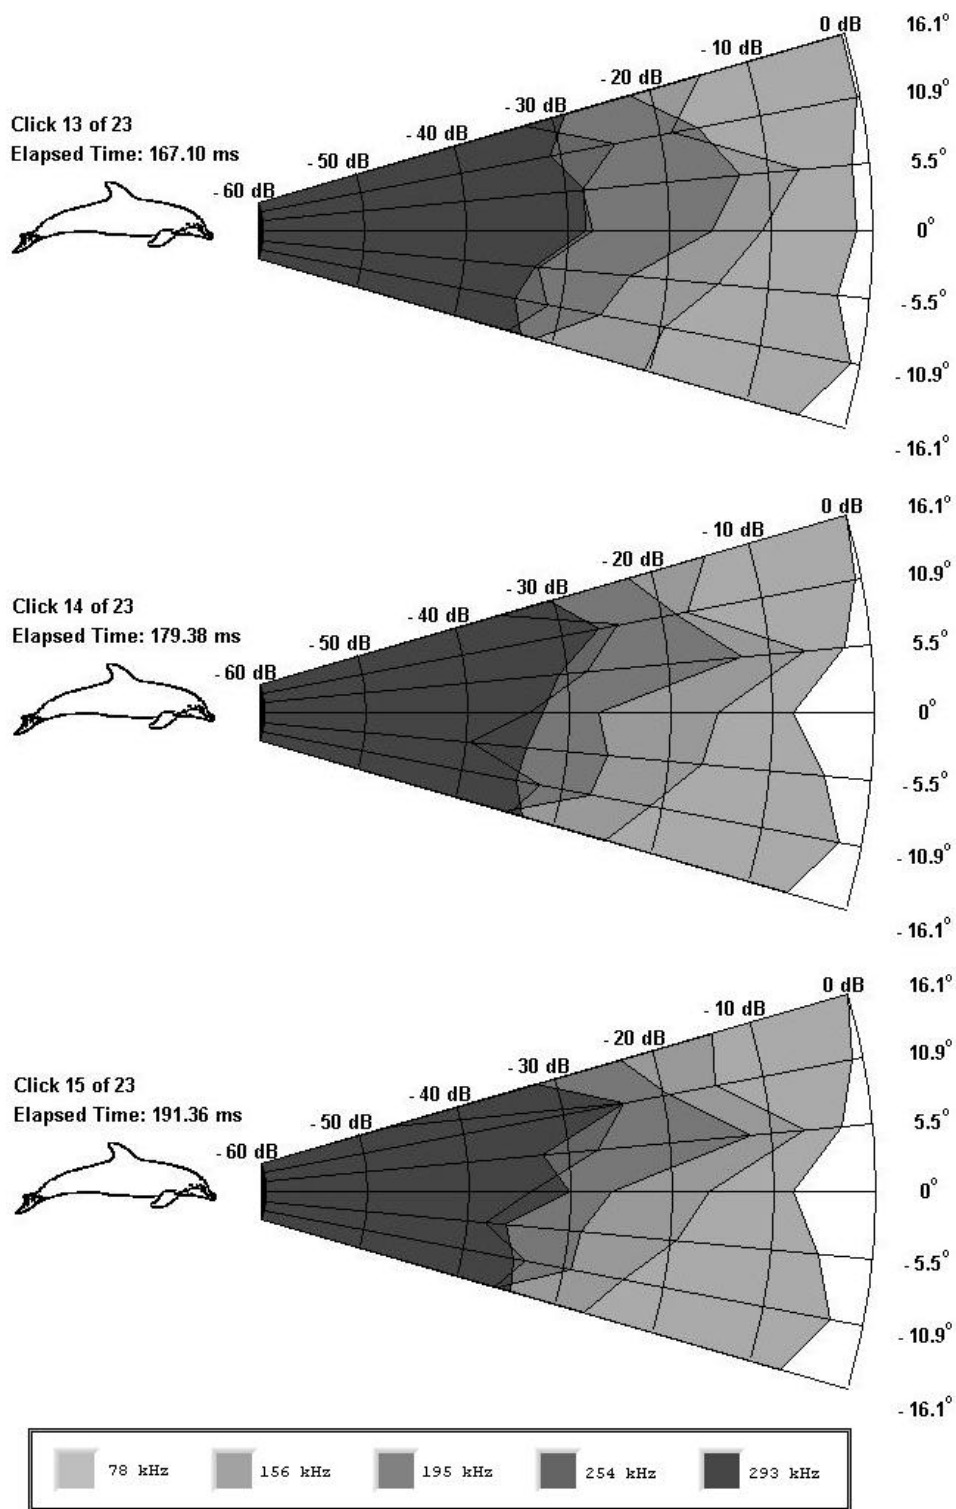 0 dB
16.1°
- 10 dB
- 20 dB
10.9°
- 30 dB
Click 13 of 23
- 40 dB
Elapsed Time: 167.10 ms
- 50 dB
5.5°
- 60 dB
0°
- 5.5°
- 10.9°
- 16.1°
0 dB
16.1°
- 10 dB
- 20 dB
10.9°
- 30 dB
Click 14 of 23
- 40 dB
Elapsed Time: 179.38 ms
- 50 dB
5.5°
- 60 dB
0°
- 5.5°
- 10.9°
- 16.1°
0 dB
16.1°
- 10 dB
- 20 dB
10.9°
- 30 dB
Click 15 of 23
- 40 dB
Elapsed Time: 191.36 ms
- 50 dB
5.5°
- 60 dB
0°
- 5.5°
- 10.9°
- 16.1°
78 kHz 156 kHz 195 kHz 254 kHz 293 kHz